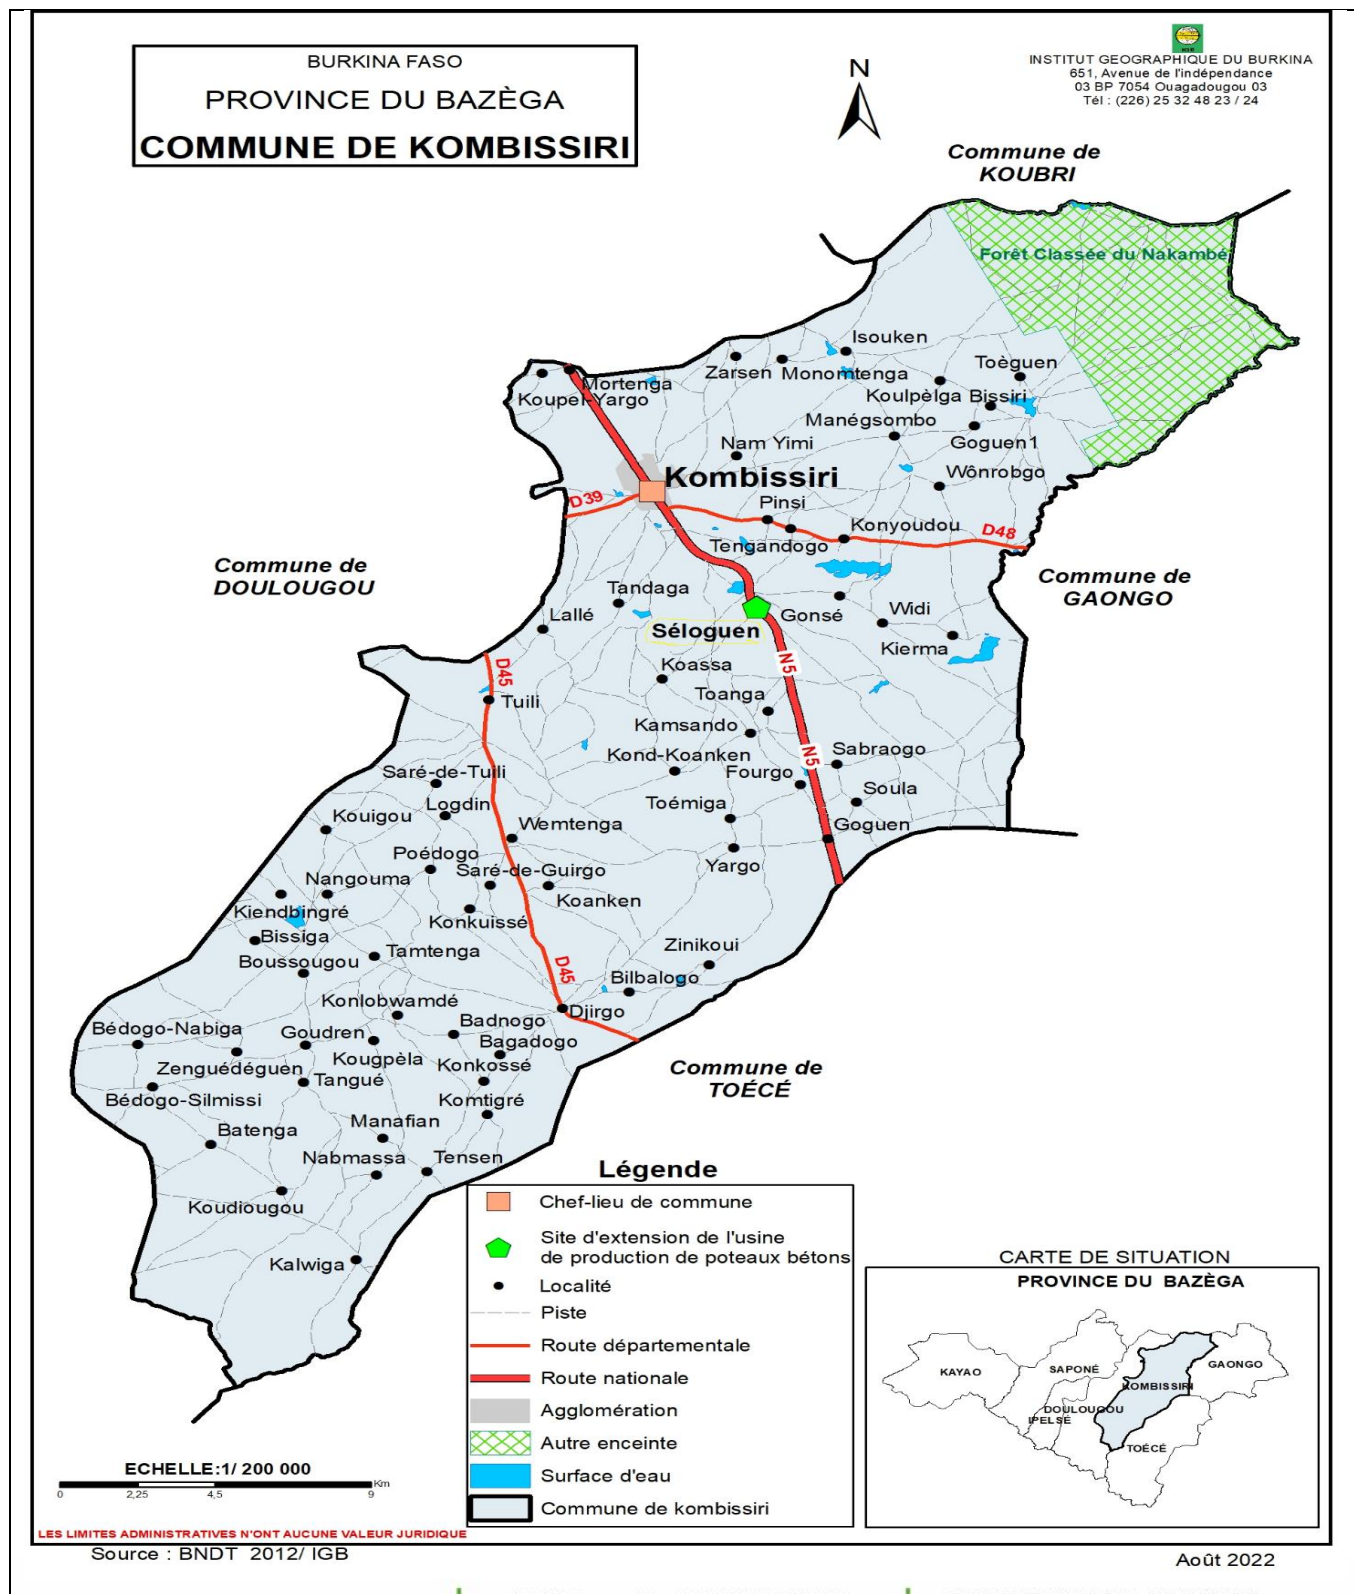 BURKINA FASO
PROVINCE DU BAZÈGA
COMMUNE DE KOMBISSIRI
N
INSTITUT GEOGRAPHIQUE DU BURKINA
651, Avenue de l'indépendance
03 BP 7054 Ouagadougou 03
Tél : (226) 25 32 48 23 / 24
Commune de
KOUBRI
Forêt Classée du Nakambé
Isouken
Zarsen
Monomtenga
Toèguen
Mortenga
Koupel-Yargo
Koulpèlga
Bissiri
Manégsombo
Nam Yimi
Goguen1
Kombissiri
Wônrobgo
D39
Pinsi
Konyoudou
D48
Tengandogo
Commune de
DOULOUGOU
Commune de
GAONGO
Tandaga
Lallé
Gonsé
Widi
Séloguen
Kierma
D45
Koassa
N5
Toanga
Tuili
Kamsando
Kond-Koanken
N5
Sabraogo
Fourgo
Saré-de-Tuili
Soula
Logdin
Toémiga
Kouigou
Wemtenga
Goguen
Poédogo
Saré-de-Guirgo
Yargo
Nangouma
Koanken
Kiendbingré
Konkuissé
Bissiga
Tamtenga
Zinikoui
Boussougou
D45
Bilbalogo
Konlobwamdé
Djirgo
Bédogo-Nabiga
Goudren
Badnogo
Bagadogo
Kougpèla
Zenguédéguen
Konkossé
Tangué
Commune de
TOÉCÉ
Bédogo-Silmissi
Komtigré
Batenga
Manafian
Nabmassa
Tensen
Koudiougou
Kalwiga
Légende
Chef-lieu de commune
Site d'extension de l'usine
de production de poteaux bétons
Localité
Piste
Route départementale
Route nationale
Agglomération
Autre enceinte
Surface d'eau
Commune de kombissiri
CARTE DE SITUATION
PROVINCE DU BAZÈGA
KAYAO
SAPONÉ
GAONGO
KOMBISSIRI
DOULOUGOU
IPELSÉ
TOÉCÉ
ECHELLE:1/ 200 000
Km
0 2,25 4,5 9
LES LIMITES ADMINISTRATIVES N'ONT AUCUNE VALEUR JURIDIQUE
Source : BNDT 2012/ IGB
Août 2022